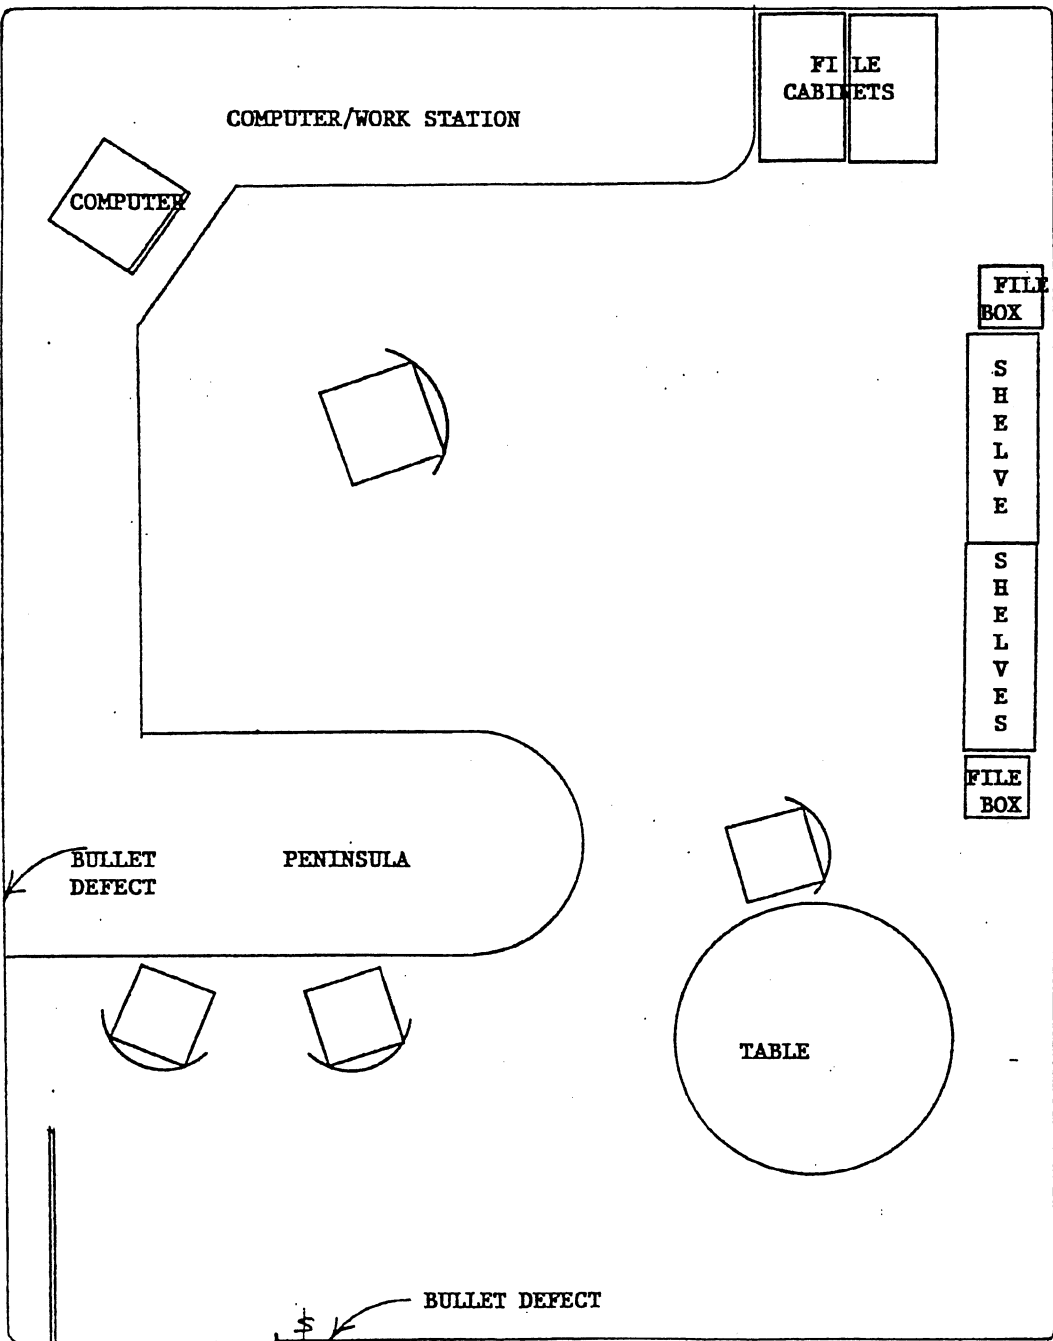 FILE
CABINETS
COMPUTER/WORK STATION
COMPUTER
FILE
BOX
S
H
E
L
V
E
S
H
E
L
V
E
S
FILE
BOX
BULLET
DEFECT
PENINSULA
TABLE
BULLET DEFECT
$